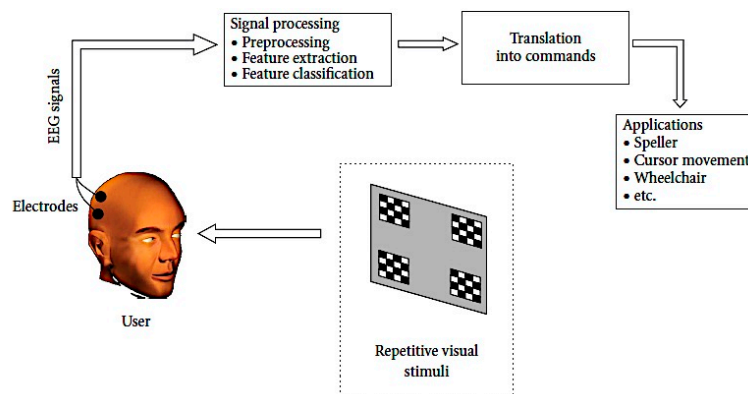 Signal processing
• Preprocessing
• Feature extraction
• Feature classification
Translation
into commands
Applications
• Speller
• Cursor movement
• Wheelchair
• etc.
EEG signals
Electrodes
User
Repetitive visual
stimuli